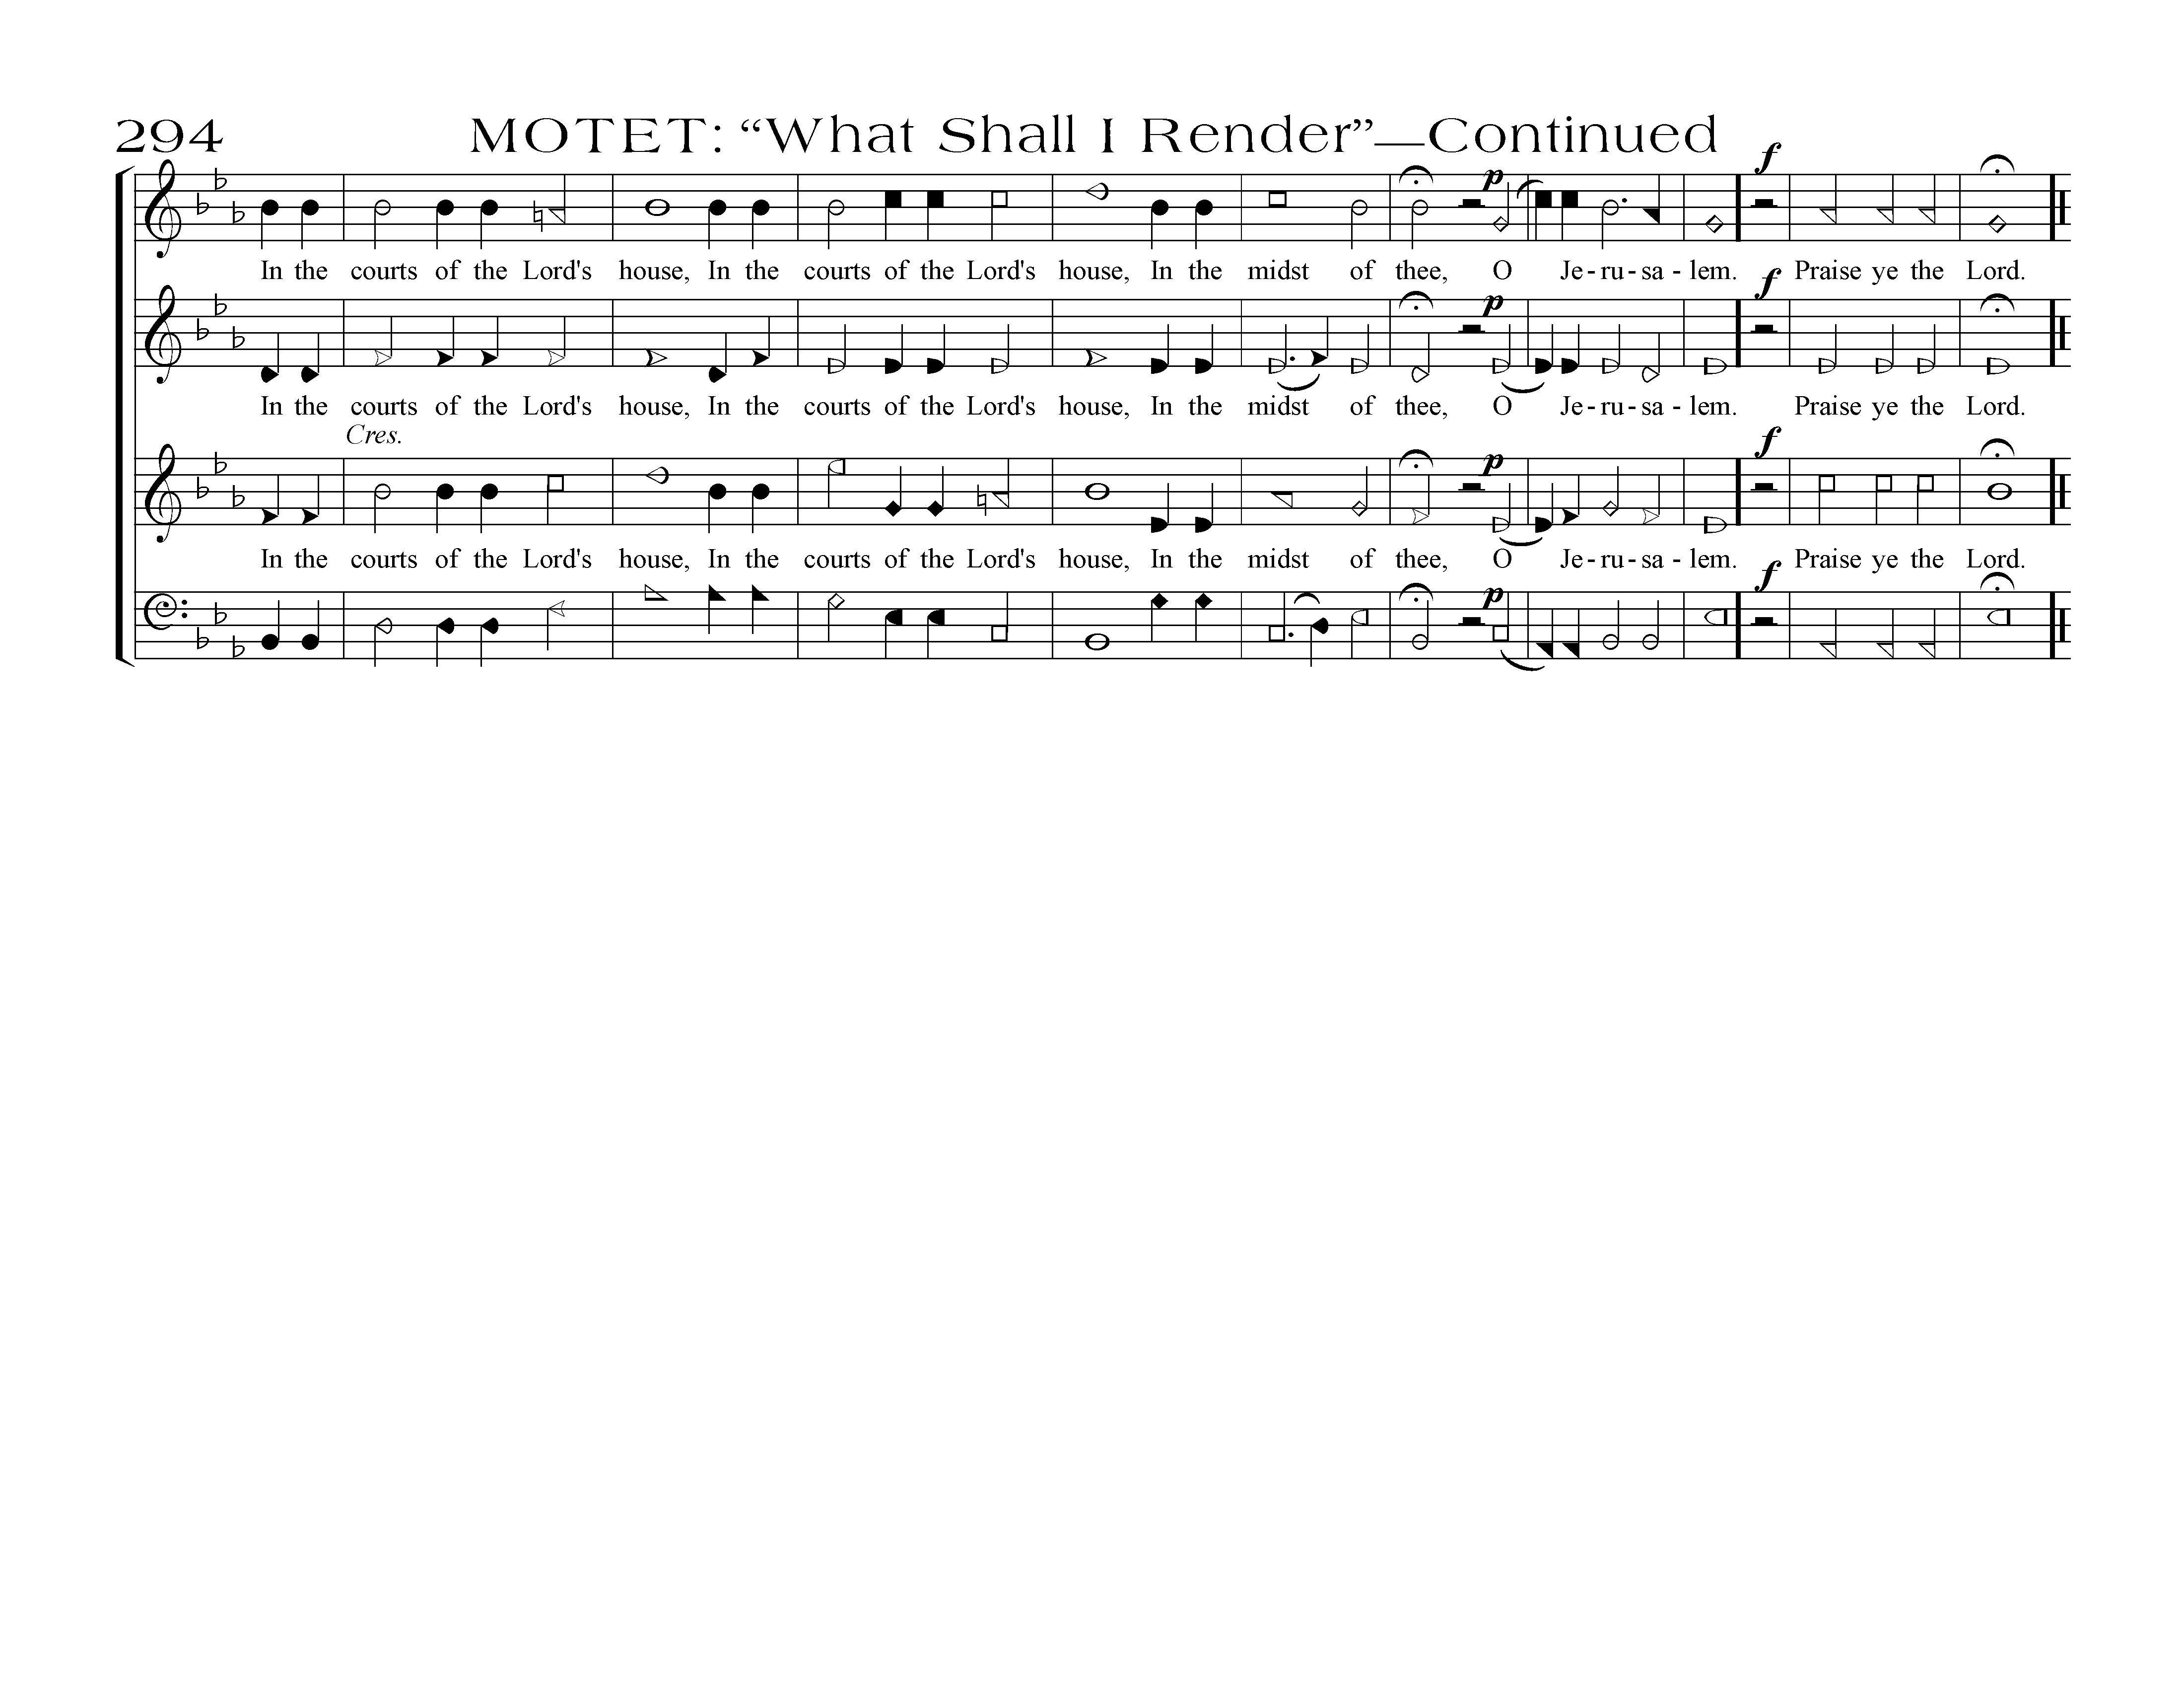 294 MOTET: “What Shall I Render”—Continued
f
p
In the courts of the Lord's house, In the courts of the Lord's house, In the midst of thee, O Je-ru-sa-lem. Praise ye the Lord.
f
p
In the courts of the Lord's house, In the courts of the Lord's house, In the midst of thee, O Je-ru-sa-lem. Praise ye the Lord.
Cres.
f
p
In the courts of the Lord's house, In the courts of the Lord's house, In the midst of thee, O Je-ru-sa-lem. Praise ye the Lord.
f
p